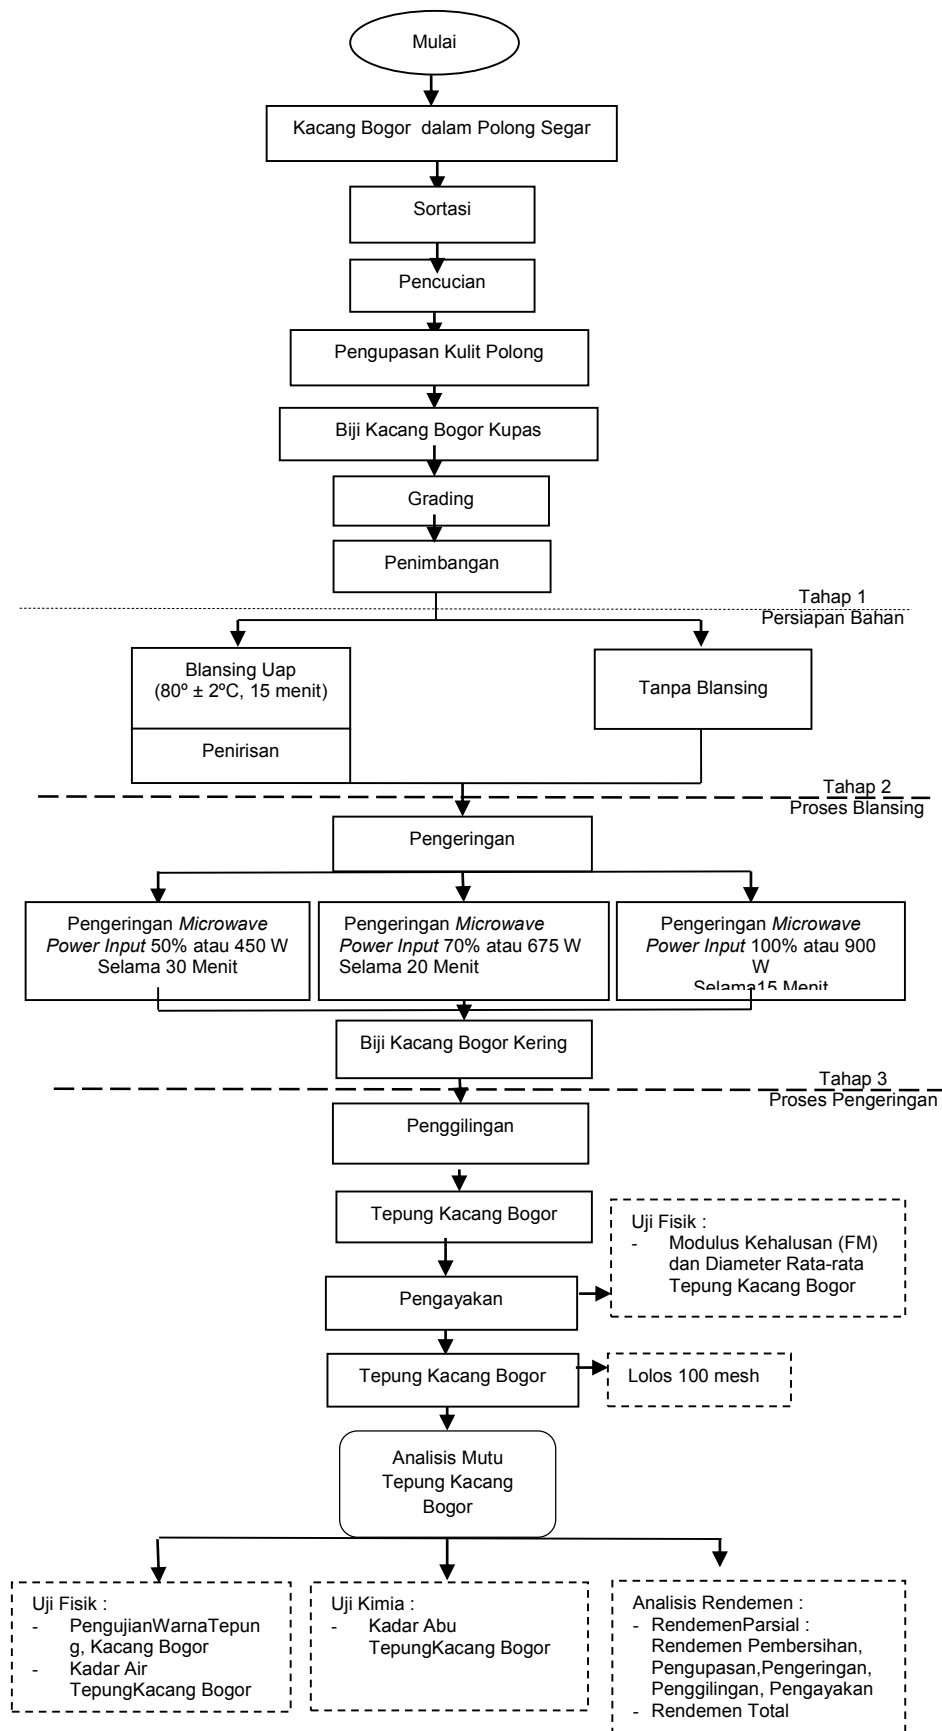 Mulai
Kacang Bogor dalam Polong Segar
Sortasi
Pencucian
Pengupasan Kulit Polong
Biji Kacang Bogor Kupas
Grading
Penimbangan
Tahap 1
Persiapan Bahan
Blansing Uap
(80º ± 2ºC, 15 menit)
Penirisan
Tanpa Blansing
Tahap 2
Proses Blansing
Pengeringan
Pengeringan Microwave
Power Input 50% atau 450 W
Selama 30 Menit
Pengeringan Microwave
Power Input 70% atau 675 W
Selama 20 Menit
Pengeringan Microwave
Power Input 100% atau 900
W
Selama15 Menit
Biji Kacang Bogor Kering
Tahap 3
Proses Pengeringan
Penggilingan
Tepung Kacang Bogor
Uji Fisik :
- Modulus Kehalusan (FM)
dan Diameter Rata-rata
Tepung Kacang Bogor
Pengayakan
Tepung Kacang Bogor
Lolos 100 mesh
Analisis Mutu
Tepung Kacang
Bogor
Uji Fisik :
- PengujianWarnaTepun
g, Kacang Bogor
- Kadar Air
TepungKacang Bogor
Uji Kimia :
- Kadar Abu
TepungKacang Bogor
Analisis Rendemen :
- RendemenParsial :
Rendemen Pembersihan,
Pengupasan,Pengeringan,
Penggilingan, Pengayakan
- Rendemen Total